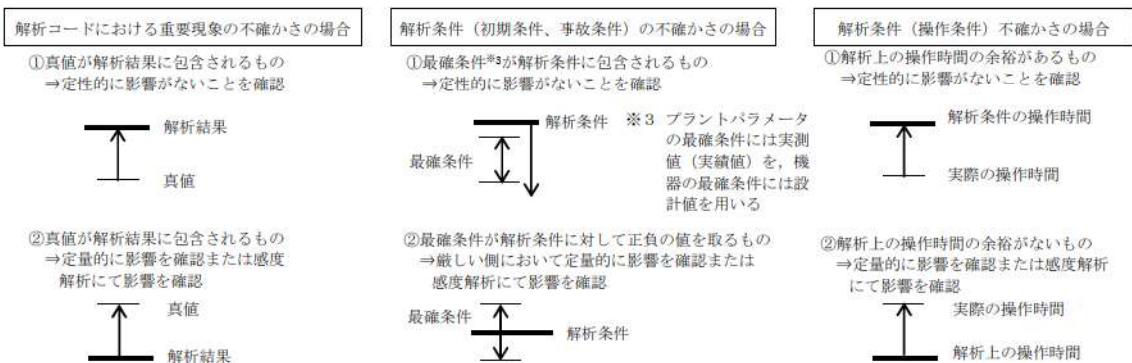 解析コードにおける重要現象の不確かさの場合
①真値が解析結果に包含されるもの
⇒定性的に影響がないことを確認
解析結果
真値
②真値が解析結果に包含されるもの
⇒定量的に影響を確認または感度
解析にて影響を確認
真値
解析結果
解析条件（初期条件、事故条件）の不確かさの場合
①最確条件※3が解析条件に包含されるもの
⇒定性的に影響がないことを確認
解析条件
最確条件
※３ プラントパラメータ
の最確条件には実測
値（実績値）を，機
器の最確条件には設
計値を用いる
②最確条件が解析条件に対して正負の値を取るもの
⇒厳しい側において定量的に影響を確認または
感度解析にて影響を確認
最確条件
解析条件
解析条件（操作条件）不確かさの場合
①解析上の操作時間の余裕があるもの
⇒定性的に影響がないことを確認
解析条件の操作時間
実際の操作時間
②解析上の操作時間の余裕がないもの
⇒定量的に影響を確認または感度解析
にて影響を確認
実際の操作時間
解析上の操作時間